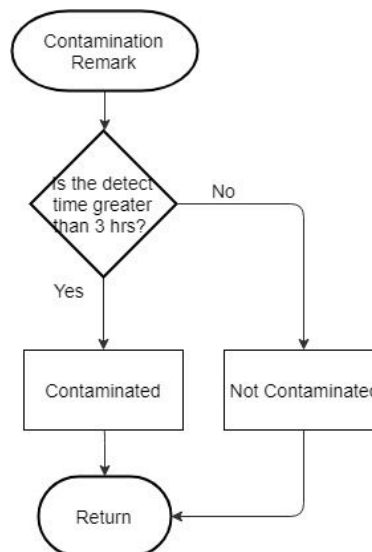 Contamination
Remark
Is the detect
time greater
than 3 hrs?
No
Yes
Contaminated
Not Contaminated
Return